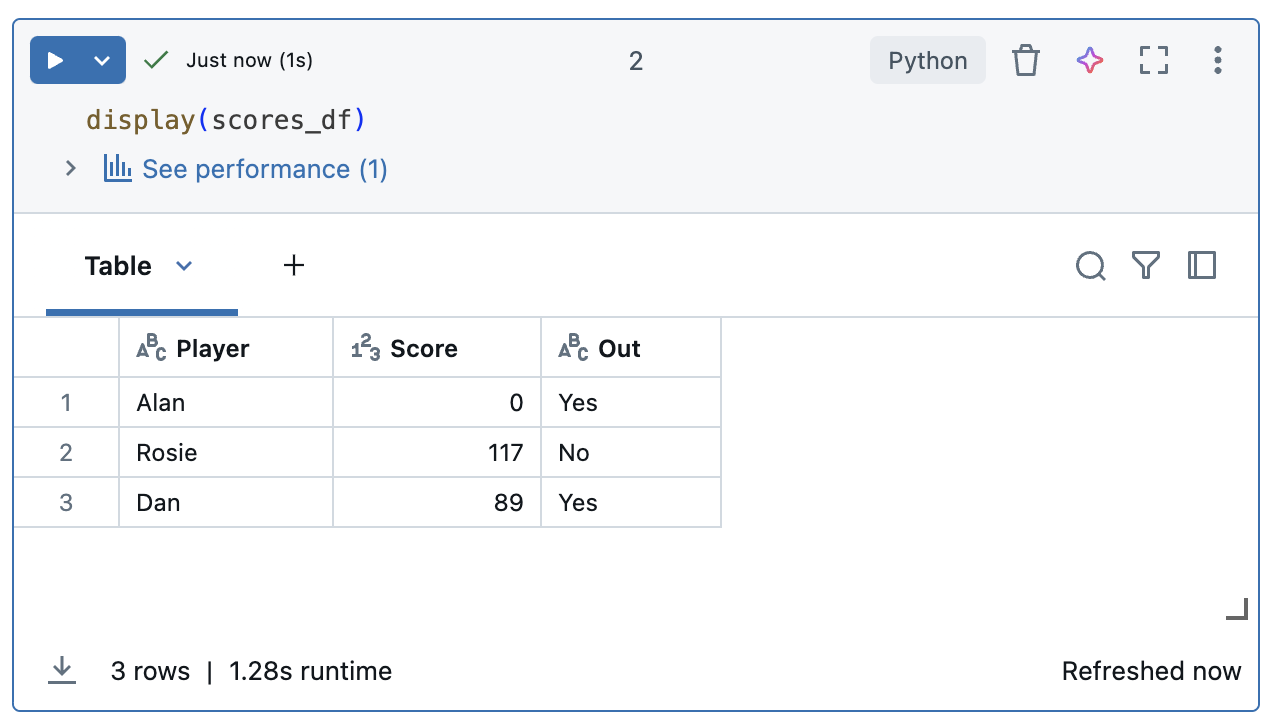 Just now (1s) 2 Python
display(scores_df)
See performance (1)
Table +
ABC Player 123 Score ABC Out
1 Alan 0 Yes
2 Rosie 117 No
3 Dan 89 Yes
3 rows | 1.28s runtime Refreshed now